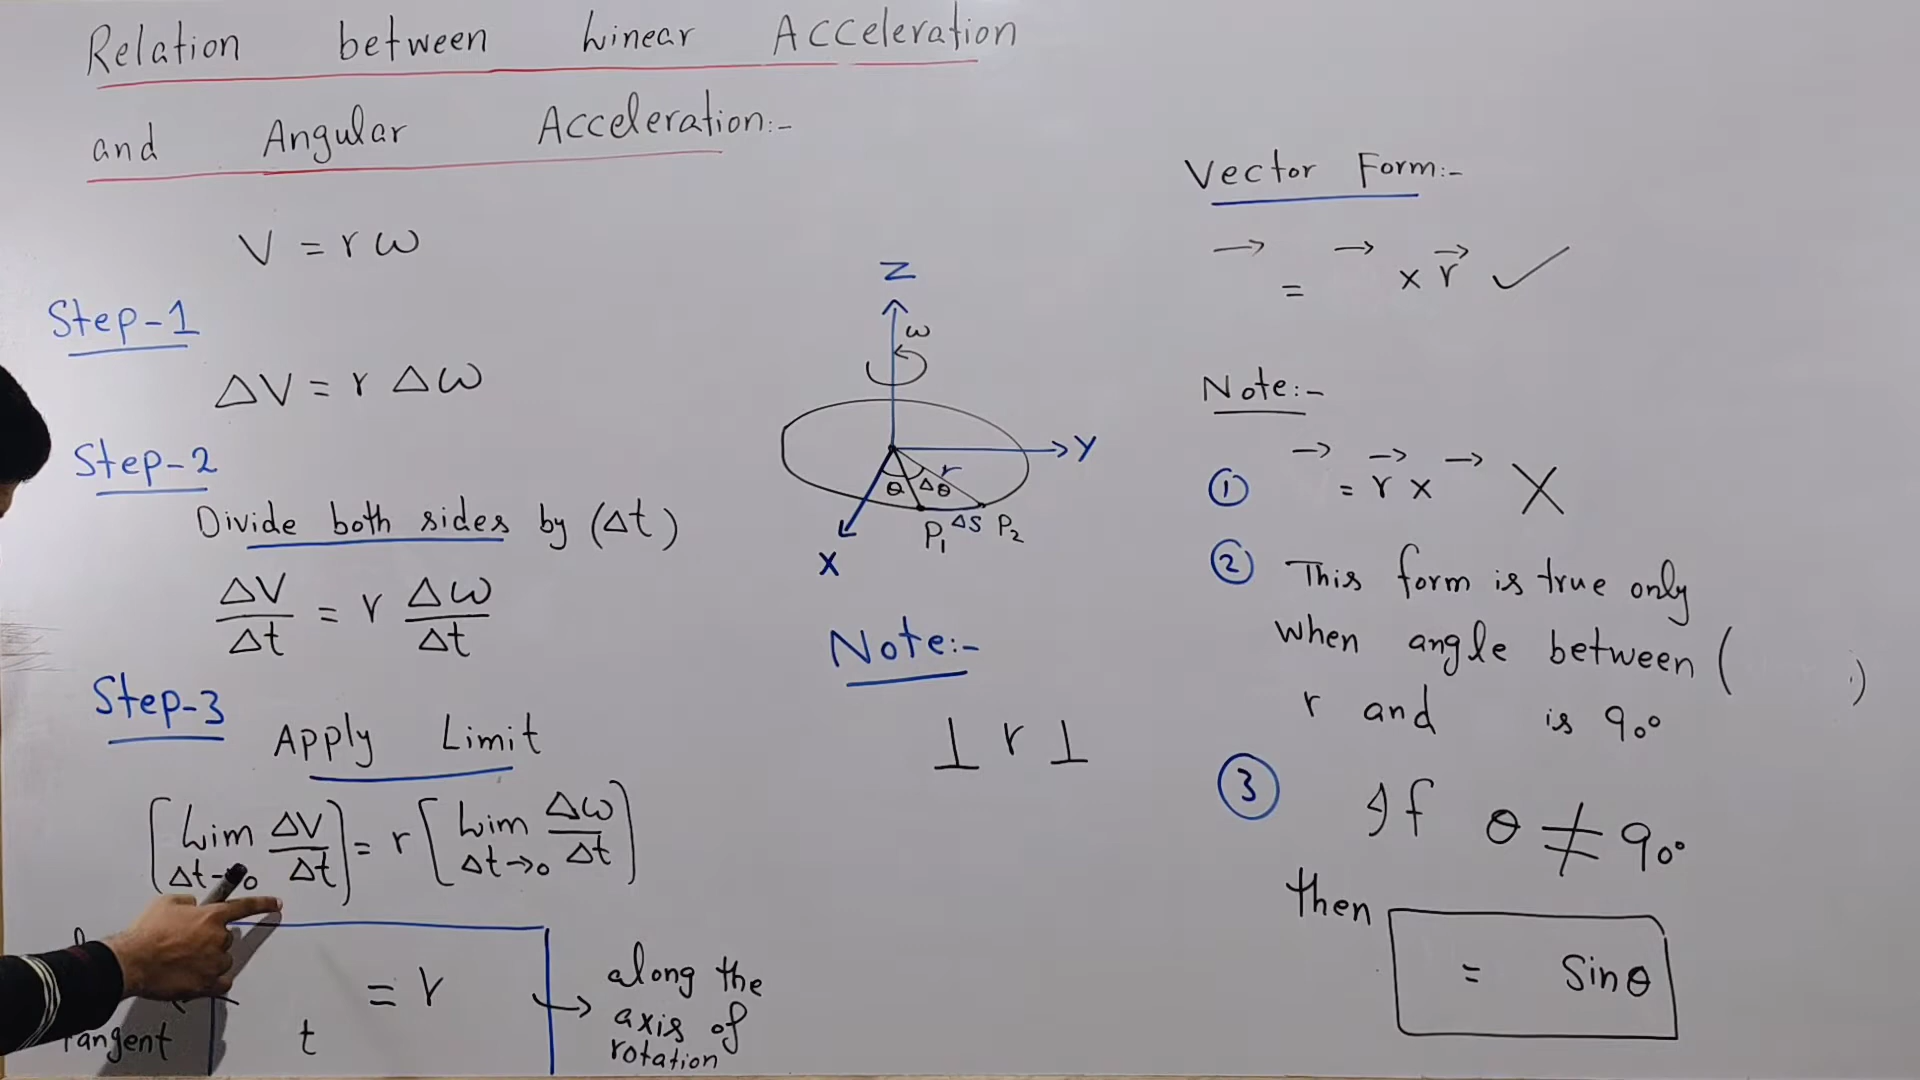 Relation between Linear Acceleration
and Angular Acceleration:-
V = r ω
Step-1
ΔV = r Δω
Step-2
Divide both sides by (Δt)
ΔV/Δt = r Δω/Δt
Step-3
Apply Limit
[Lim Δt→0 ΔV/Δt] = r [Lim Δt→0 Δω/Δt]
t = r
Tangent
along the
axis of
rotation
Z
ω
Y
r
θ Δθ
P1 ΔS P2
X
Note:-
⊥ r ⊥
Vector Form:-
→ = → × r→ ✓
Note:-
① → = r→ × → X
② This form is true only
when angle between ( )
r and is 90°
③ If θ ≠ 90°
then
= Sinθ